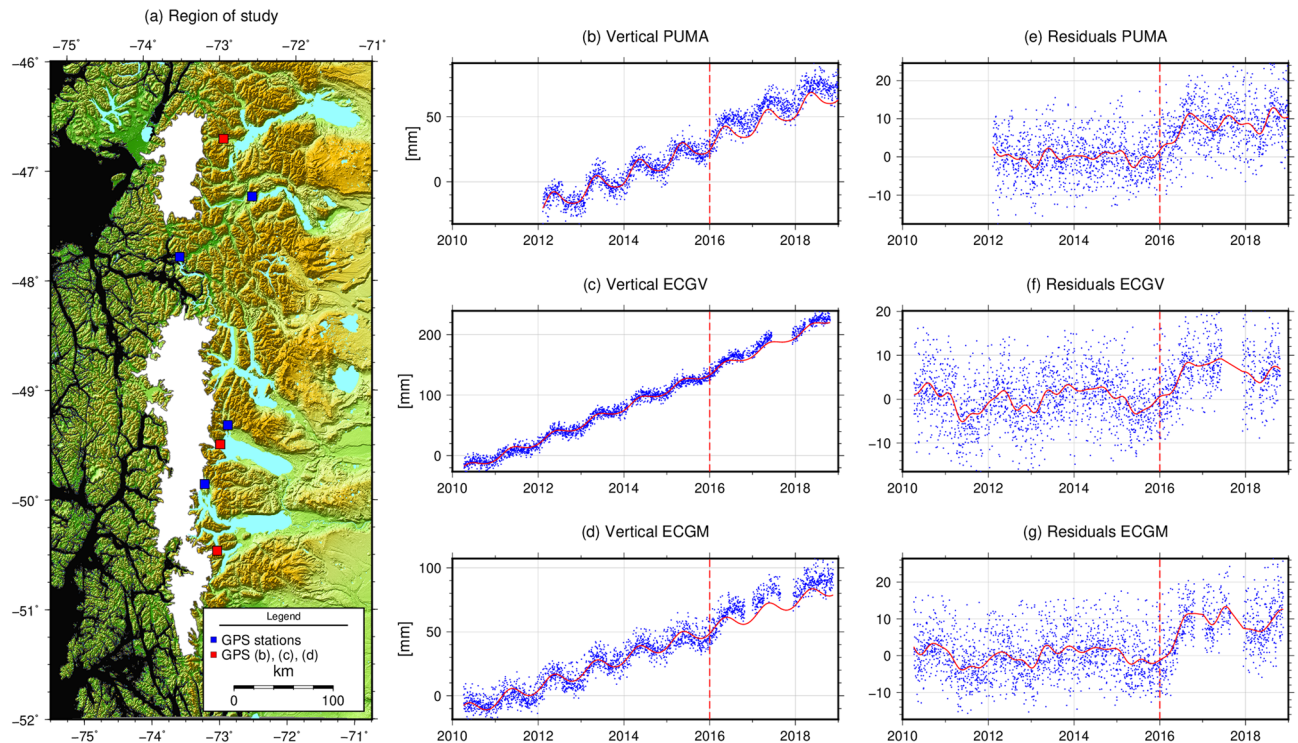 (a) Region of study
−75˚ −74˚ −73˚ −72˚ −71˚
−46˚
−47˚
−48˚
−49˚
−50˚
−51˚
−52˚
−75˚ −74˚ −73˚ −72˚ −71˚
Legend
GPS stations
GPS (b), (c), (d)
km
0 100
(b) Vertical PUMA
[mm]
50
0
2010 2012 2014 2016 2018
(e) Residuals PUMA
20
10
0
−10
2010 2012 2014 2016 2018
(c) Vertical ECGV
[mm]
200
100
0
2010 2012 2014 2016 2018
(f) Residuals ECGV
20
10
0
−10
2010 2012 2014 2016 2018
(d) Vertical ECGM
[mm]
100
50
0
2010 2012 2014 2016 2018
(g) Residuals ECGM
20
10
0
−10
2010 2012 2014 2016 2018